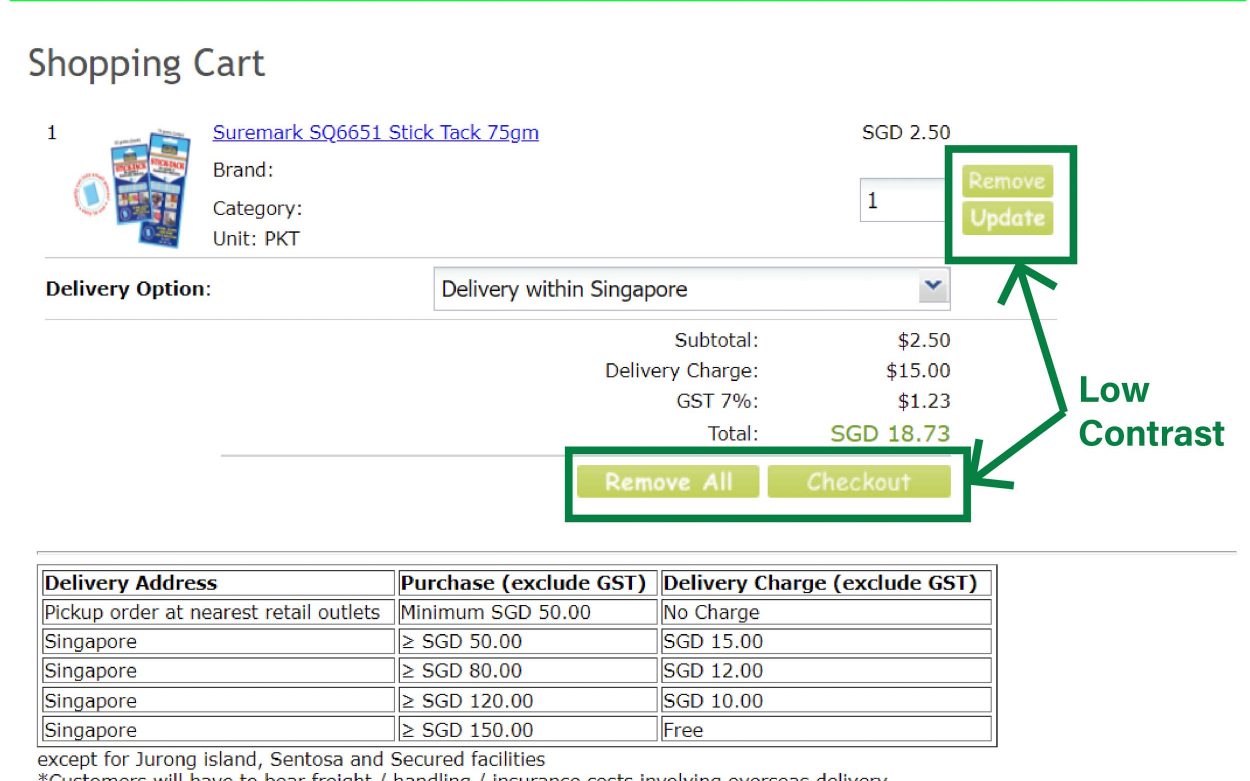 Shopping Cart
1 Suremark SQ6651 Stick Tack 75gm SGD 2.50
Brand:
Remove
1
Category:
Update
Unit: PKT
Delivery Option: Delivery within Singapore
Subtotal: $2.50
Delivery Charge: $15.00
GST 7%: $1.23
Total: SGD 18.73
Low
Contrast
Remove All Checkout
Delivery Address Purchase (exclude GST) Delivery Charge (exclude GST)
Pickup order at nearest retail outlets Minimum SGD 50.00 No Charge
Singapore ≥ SGD 50.00 SGD 15.00
Singapore ≥ SGD 80.00 SGD 12.00
Singapore ≥ SGD 120.00 SGD 10.00
Singapore ≥ SGD 150.00 Free
except for Jurong island, Sentosa and Secured facilities
*Customers will have to bear freight / handling / insurance costs involving overseas delivery